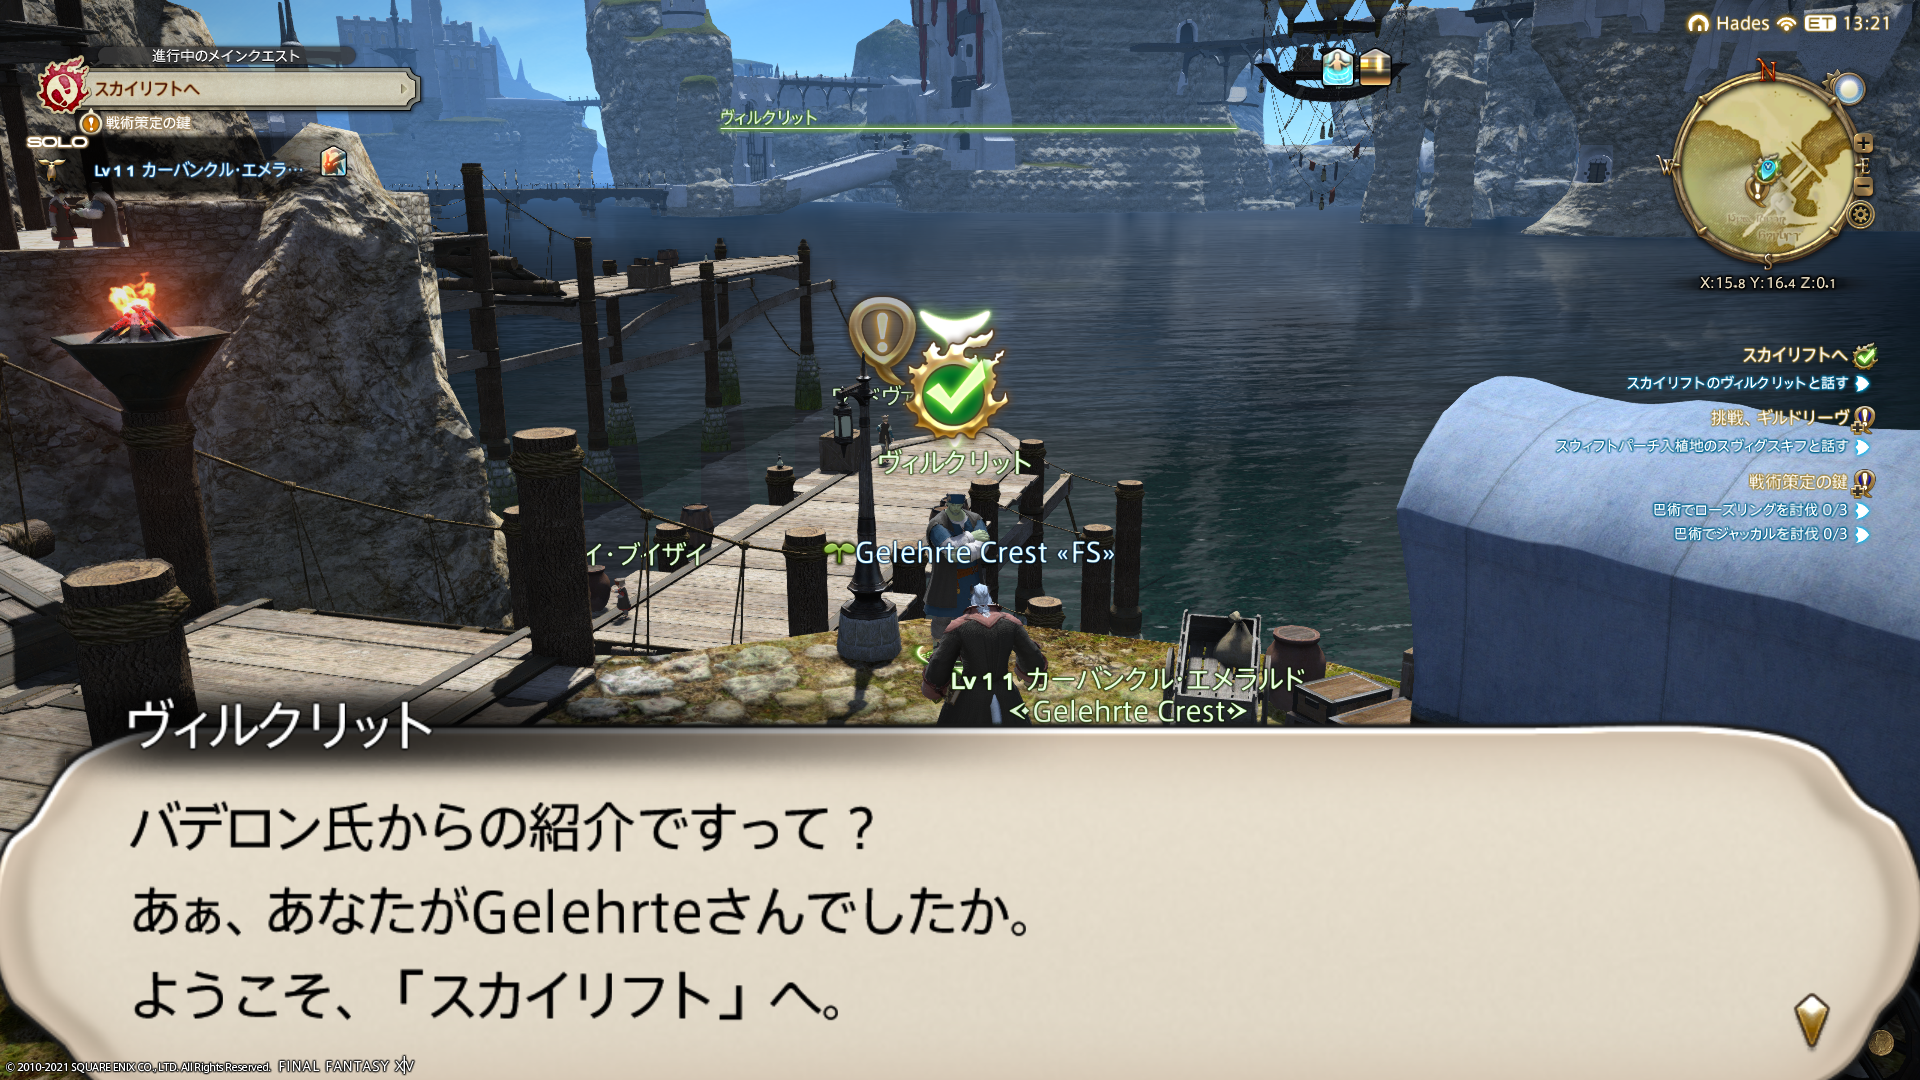 Hades ET 13:21
進行中のメインクエスト
スカイリフトへ
戦術策定の鍵
SOLO
Lv11 カーバンクル・エメラ…
ヴィルクリット
N
W
E
S
X:15.8 Y:16.4 Z:0.1
スカイリフトへ
スカイリフトのヴィルクリットと話す
挑戦、ギルドリーヴ
スウィフトパーチ入植地のスヴィグスキフと話す
戦術策定の鍵
巴術でローズリングを討伐 0/3
巴術でジャッカルを討伐 0/3
ヴィルクリット
イ・ブイザイ
Gelehrte Crest «FS»
Lv11 カーバンクル・エメラルド
<Gelehrte Crest>
ヴィルクリット
バデロン氏からの紹介ですって？
あぁ、あなたがGelehrteさんでしたか。
ようこそ、「スカイリフト」へ。
© 2010-2021 SQUARE ENIX CO., LTD. All Rights Reserved. FINAL FANTASY XIV